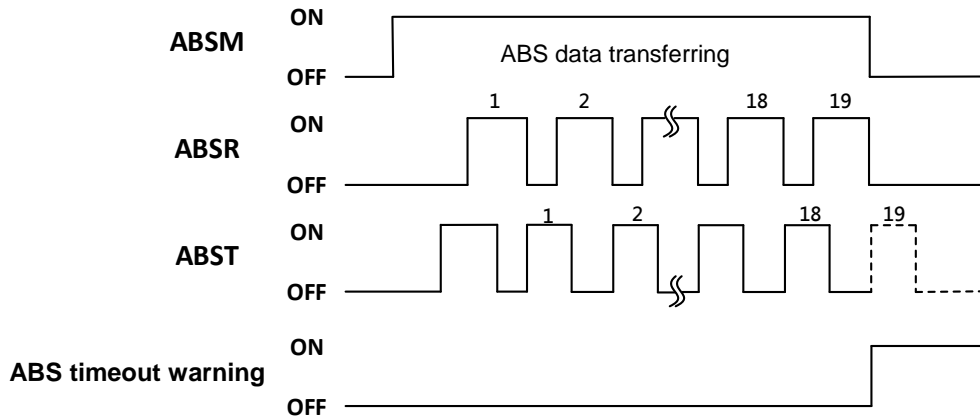 ON
ABSM
OFF
ABS data transferring
1 2 18 19
ON
ABSR
OFF
1 2 18 19
ON
ABST
OFF
ON
ABS timeout warning
OFF